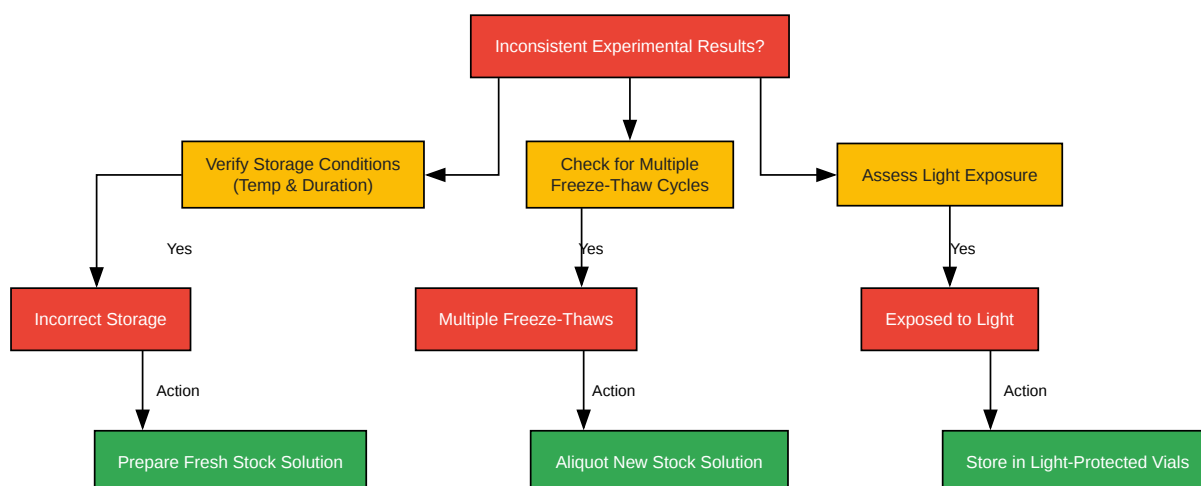 Inconsistent Experimental Results?
Verify Storage Conditions
(Temp & Duration)
Check for Multiple
Freeze-Thaw Cycles
Assess Light Exposure
Yes
Yes
Yes
Incorrect Storage
Multiple Freeze-Thaws
Exposed to Light
Action
Action
Action
Prepare Fresh Stock Solution
Aliquot New Stock Solution
Store in Light-Protected Vials